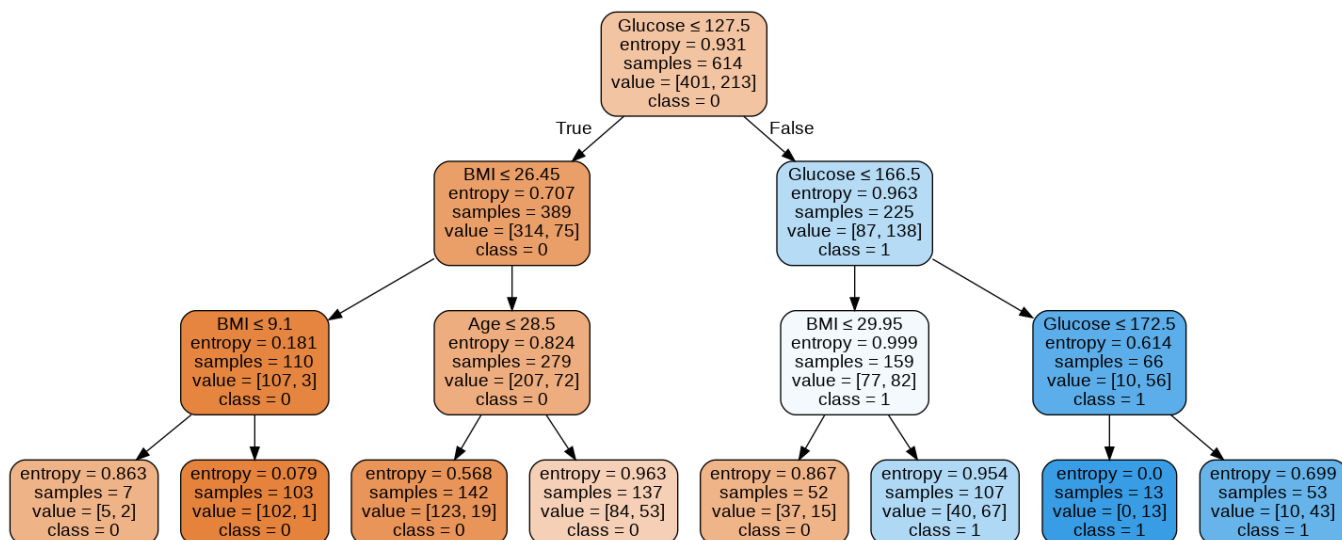 Glucose ≤ 127.5
entropy = 0.931
samples = 614
value = [401, 213]
class = 0
True
False
BMI ≤ 26.45
entropy = 0.707
samples = 389
value = [314, 75]
class = 0
Glucose ≤ 166.5
entropy = 0.963
samples = 225
value = [87, 138]
class = 1
BMI ≤ 9.1
entropy = 0.181
samples = 110
value = [107, 3]
class = 0
Age ≤ 28.5
entropy = 0.824
samples = 279
value = [207, 72]
class = 0
BMI ≤ 29.95
entropy = 0.999
samples = 159
value = [77, 82]
class = 1
Glucose ≤ 172.5
entropy = 0.614
samples = 66
value = [10, 56]
class = 1
entropy = 0.863
samples = 7
value = [5, 2]
class = 0
entropy = 0.079
samples = 103
value = [102, 1]
class = 0
entropy = 0.568
samples = 142
value = [123, 19]
class = 0
entropy = 0.963
samples = 137
value = [84, 53]
class = 0
entropy = 0.867
samples = 52
value = [37, 15]
class = 0
entropy = 0.954
samples = 107
value = [40, 67]
class = 1
entropy = 0.0
samples = 13
value = [0, 13]
class = 1
entropy = 0.699
samples = 53
value = [10, 43]
class = 1